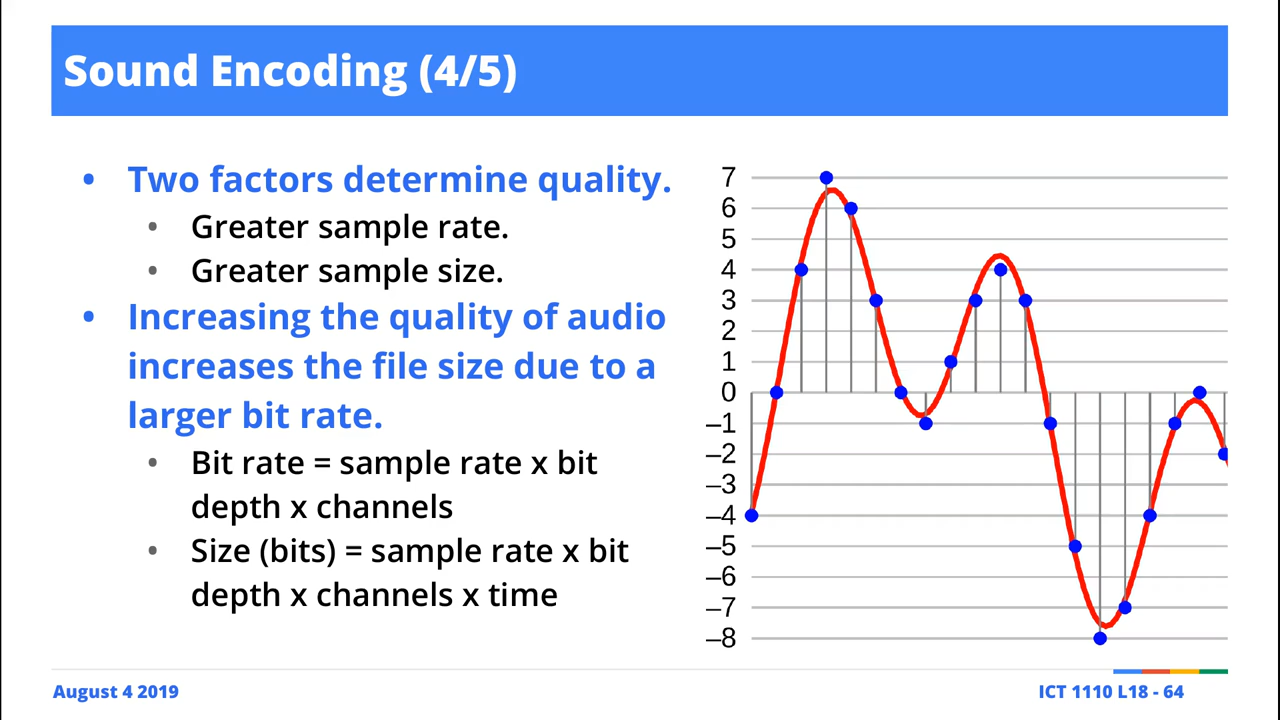 Sound Encoding (4/5)
• Two factors determine quality.
• Greater sample rate.
• Greater sample size.
• Increasing the quality of audio
increases the file size due to a
larger bit rate.
• Bit rate = sample rate x bit
depth x channels
• Size (bits) = sample rate x bit
depth x channels x time
7
6
5
4
3
2
1
0
–1
–2
–3
–4
–5
–6
–7
–8
August 4 2019
ICT 1110 L18 - 64